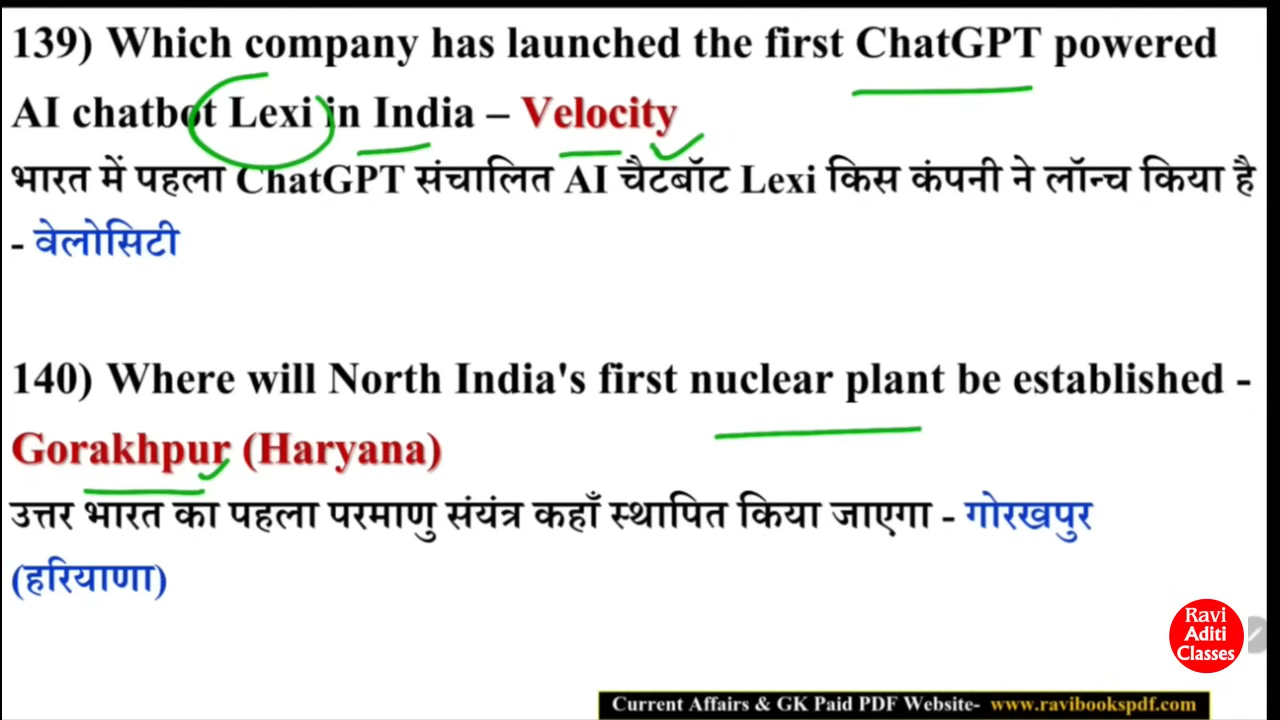 139) Which company has launched the first ChatGPT powered
AI chatbot Lexi in India – Velocity
भारत में पहला ChatGPT संचालित AI चैटबॉट Lexi किस कंपनी ने लॉन्च किया है
- वेलोसिटी
140) Where will North India's first nuclear plant be established -
Gorakhpur (Haryana)
उत्तर भारत का पहला परमाणु संयंत्र कहाँ स्थापित किया जाएगा - गोरखपुर
(हरियाणा)
Ravi
Aditi
Classes
Current Affairs & GK Paid PDF Website- www.ravibookspdf.com